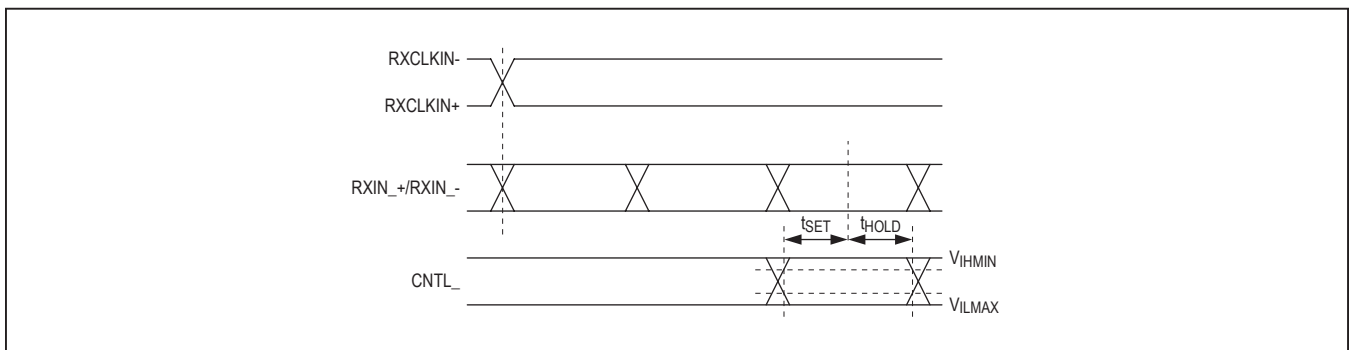 RXCLKIN-
RXCLKIN+
RXIN_+/RXIN_-
tSET
tHOLD
VIHMIN
CNTL_
VILMAX